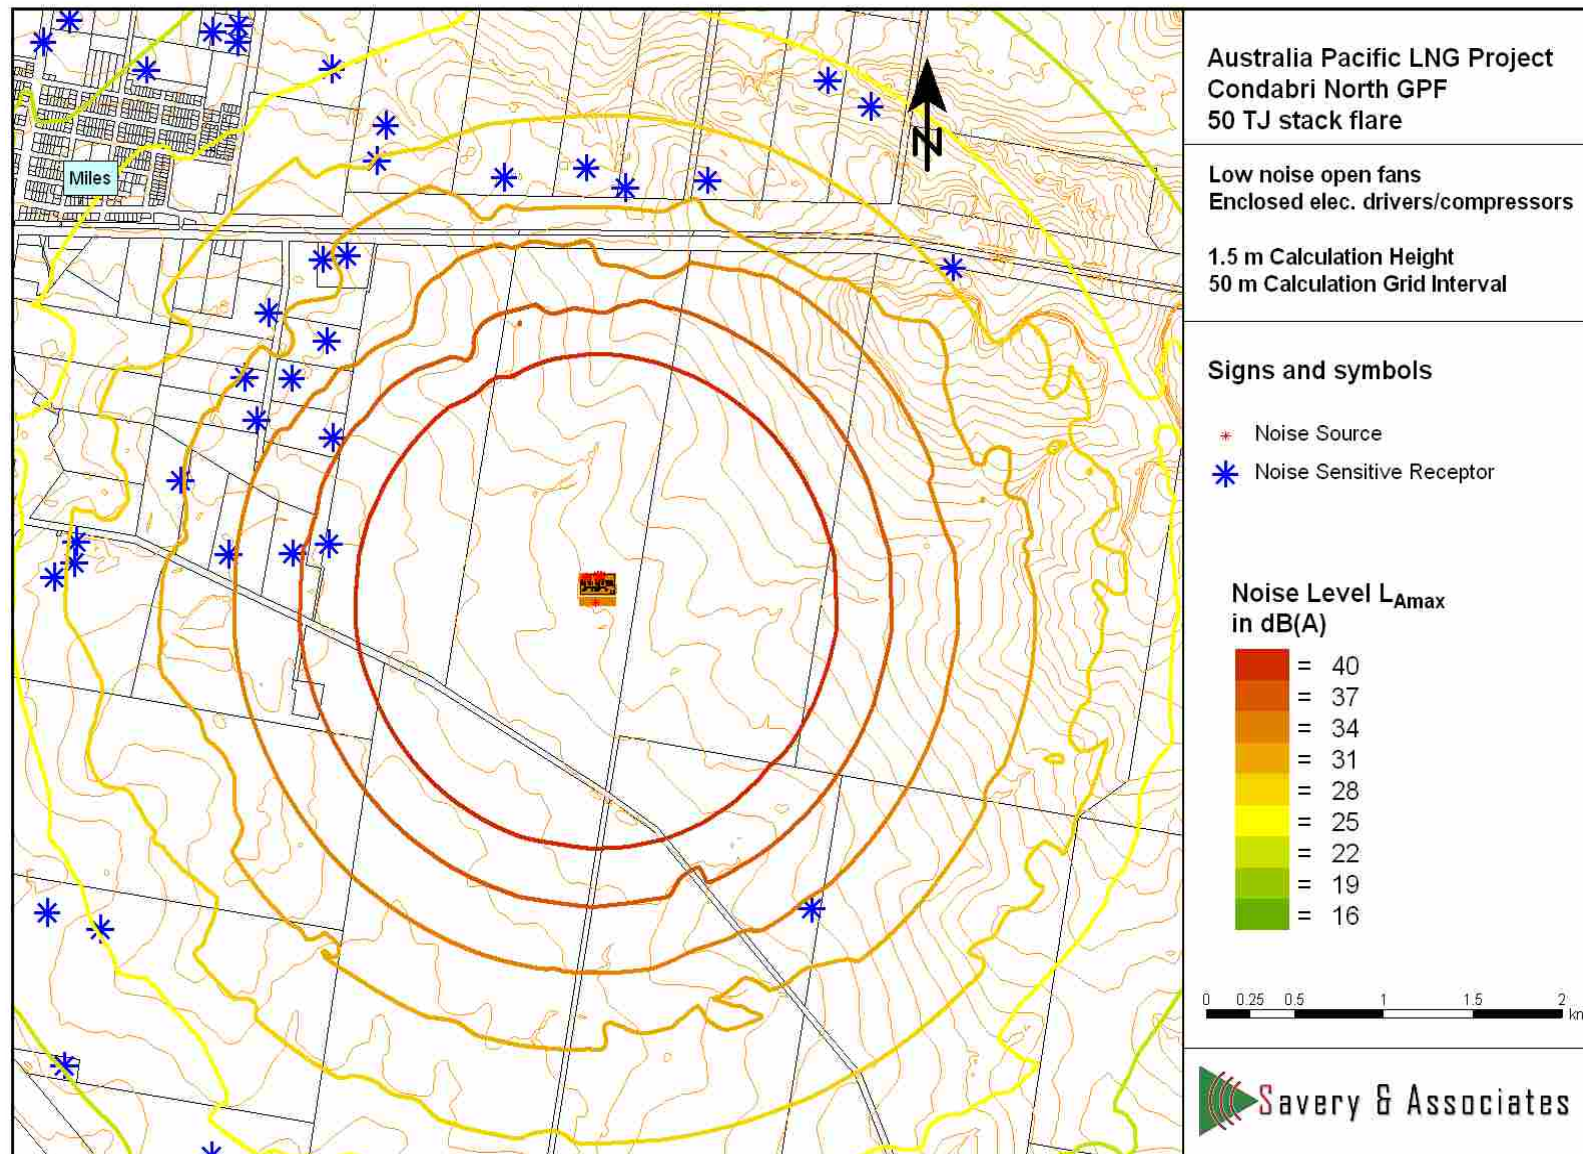 Australia Pacific LNG Project
Condabri North GPF
50 TJ stack flare
Low noise open fans
Enclosed elec. drivers/compressors
1.5 m Calculation Height
50 m Calculation Grid Interval
Miles
N
Signs and symbols
Noise Source
Noise Sensitive Receptor
Noise Level LAmax
in dB(A)
= 40
= 37
= 34
= 31
= 28
= 25
= 22
= 19
= 16
0 0.25 0.5 1 1.5 2
km
Savery & Associates